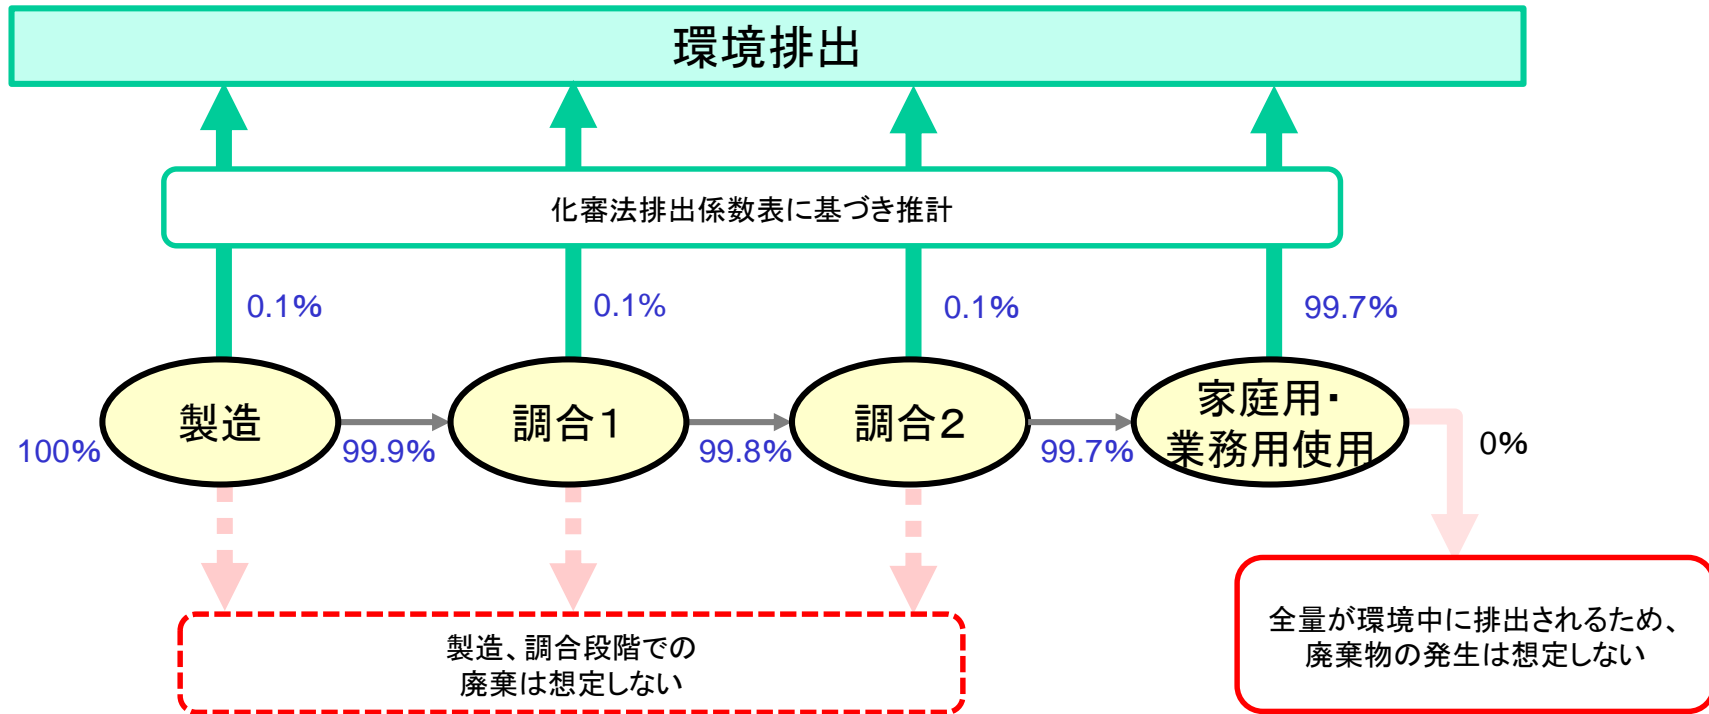 環境排出
化審法排出係数表に基づき推計
0.1%
0.1%
0.1%
99.7%
製造
調合1
調合2
家庭用・
業務用使用
100%
99.9%
99.8%
99.7%
0%
製造、調合段階での
廃棄は想定しない
全量が環境中に排出されるため、
廃棄物の発生は想定しない